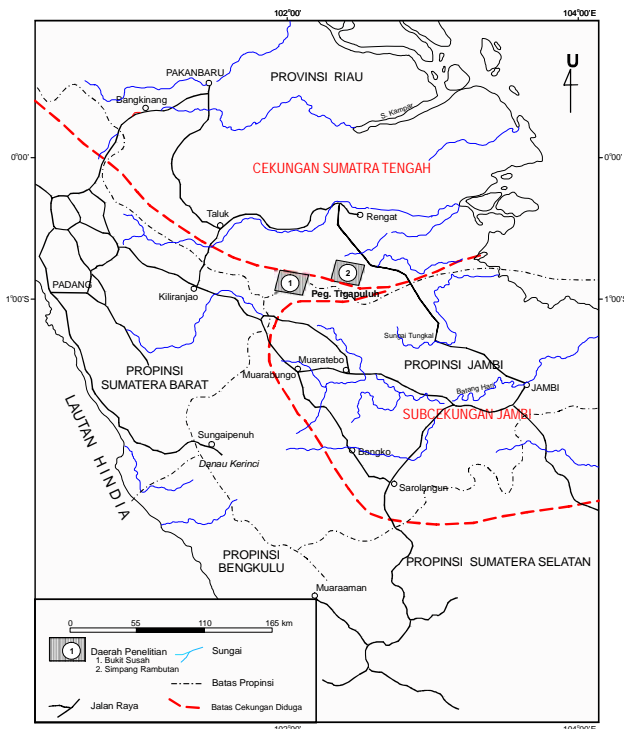 102°00'E
104°00'E
U
PAKANBARU
PROVINSI RIAU
Bangkinang
S. Kampar
0°00'
0°00'
CEKUNGAN SUMATRA TENGAH
Taluk
Rengat
PADANG
Kiliranjao
1
2
Peg. Tigapuluh
1°00'S
1°00'S
Sungai Tungkal
PROPINSI
SUMATERA BARAT
Muaratebo
Muarabungo
PROPINSI JAMBI
Batang Hari
JAMBI
SUBCEKUNGAN JAMBI
LAUTAN HINDIA
Sungaipenuh
Danau Kerinci
Bangko
Sarolangun
PROPINSI
BENGKULU
PROPINSI SUMATERA SELATAN
Muaraaman
0 55 110 165 km
1
Daerah Penelitian
1. Bukit Susah
2. Simpang Rambutan
Sungai
Batas Propinsi
Jalan Raya
Batas Cekungan Diduga
102°00'E
104°00'E